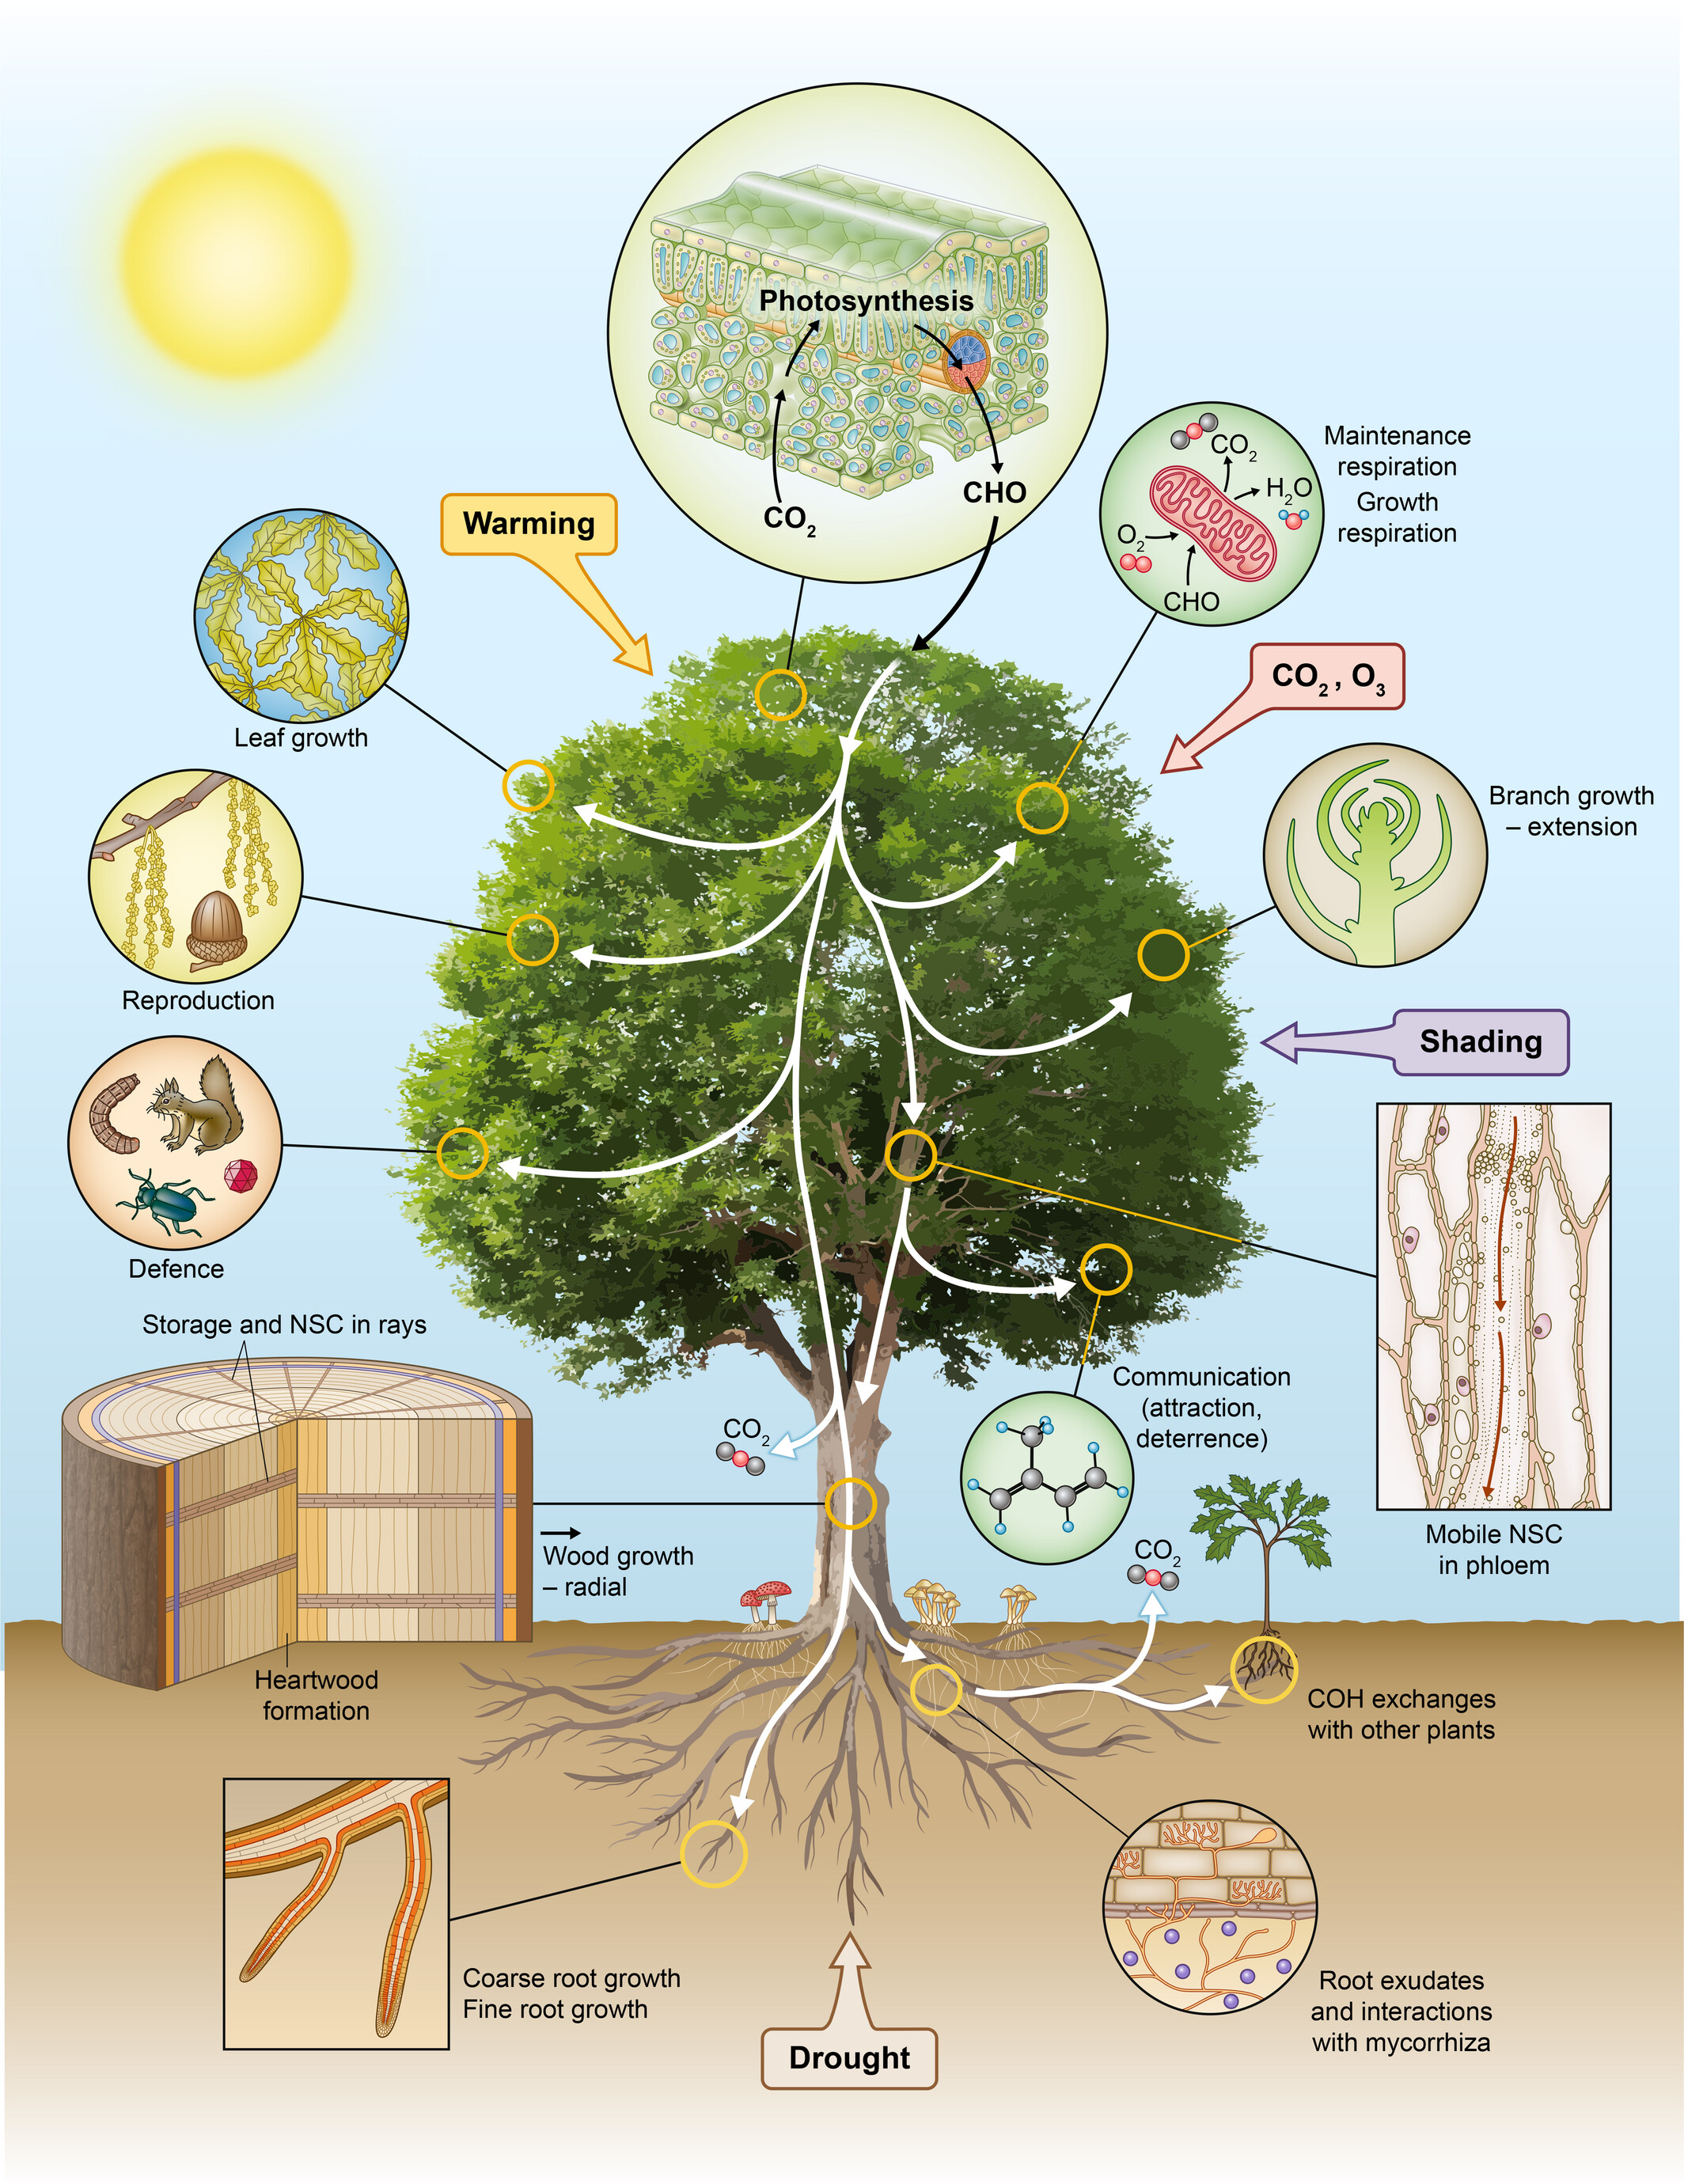 Photosynthesis
CO₂
CHO
Maintenance
respiration
Growth
respiration
CO₂
H₂O
O₂
CHO
Warming
CO₂ , O₃
Leaf growth
Branch growth
– extension
Reproduction
Shading
Defence
Storage and NSC in rays
Communication
(attraction,
deterrence)
CO₂
Mobile NSC
in phloem
CO₂
Wood growth
– radial
Heartwood
formation
COH exchanges
with other plants
Coarse root growth
Fine root growth
Root exudates
and interactions
with mycorrhiza
Drought